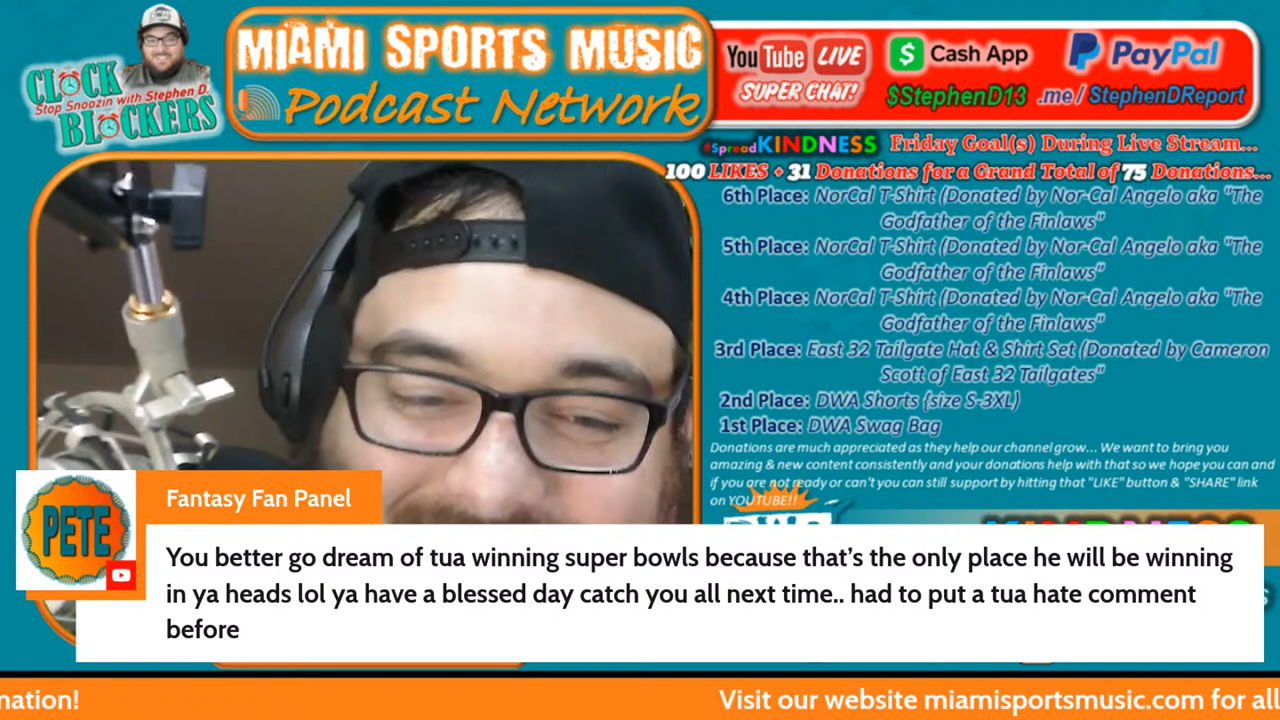 CLOCK
Stop Snoozin with Stephen D.
BLOCKERS
MIAMI SPORTS MUSIC
Podcast Network
YouTube LIVE
SUPER CHAT!
$ Cash App
$StephenD13
PayPal
.me/StephenDReport
#SpreadKINDNESS Friday Goal(s) During Live Stream...
100 LIKES + 31 Donations for a Grand Total of 75 Donations...
6th Place: NorCal T-Shirt (Donated by Nor-Cal Angelo aka "The
Godfather of the Finlaws"
5th Place: NorCal T-Shirt (Donated by Nor-Cal Angelo aka "The
Godfather of the Finlaws"
4th Place: NorCal T-Shirt (Donated by Nor-Cal Angelo aka "The
Godfather of the Finlaws"
3rd Place: East 32 Tailgate Hat & Shirt Set (Donated by Cameron
Scott of East 32 Tailgates"
2nd Place: DWA Shorts {size S-3XL)
1st Place: DWA Swag Bag
Donations are much appreciated as they help our channel grow... We want to bring you
amazing & new content consistently and your donations help with that so we hope you can and
if you are not ready or can't you can still support by hitting that "LIKE" button & "SHARE" link
on YOUTUBE!!
PETE
Fantasy Fan Panel
You better go dream of tua winning super bowls because that's the only place he will be winning
in ya heads lol ya have a blessed day catch you all next time.. had to put a tua hate comment
before
nation!
Visit our website miamisportsmusic.com for all